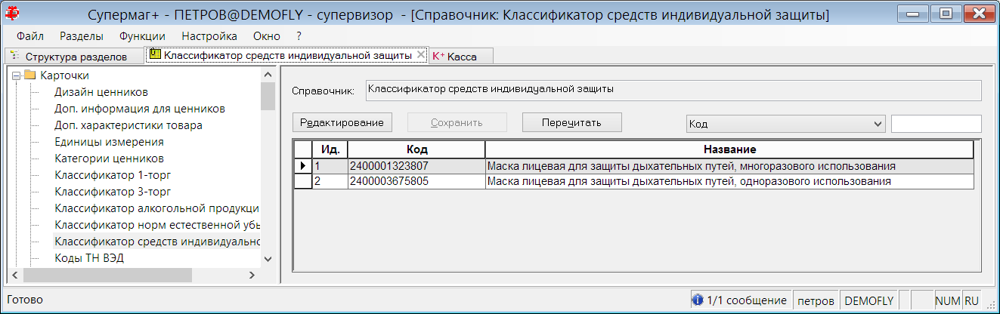 Супермаг+ - ПЕТРОВ@DEMOFLY - супервизор - [Справочник: Классификатор средств индивидуальной защиты]
Файл Разделы Функции Настройка Окно ?
Структура разделов Классификатор средств индивидуальной защиты К+ Касса
Карточки
Дизайн ценников
Доп. информация для ценников
Доп. характеристики товара
Единицы измерения
Категории ценников
Классификатор 1-торг
Классификатор 3-торг
Классификатор алкогольной продукци
Классификатор норм естественной убы
Классификатор средств индивидуально
Коды ТН ВЭД
Справочник: Классификатор средств индивидуальной защиты
Редактирование Сохранить Перечитать Код
Ид. Код Название
1 2400001323807 Маска лицевая для защиты дыхательных путей, многоразового использования
2 2400003675805 Маска лицевая для защиты дыхательных путей, одноразового использования
Готово 1/1 сообщение петров DEMOFLY NUM RU